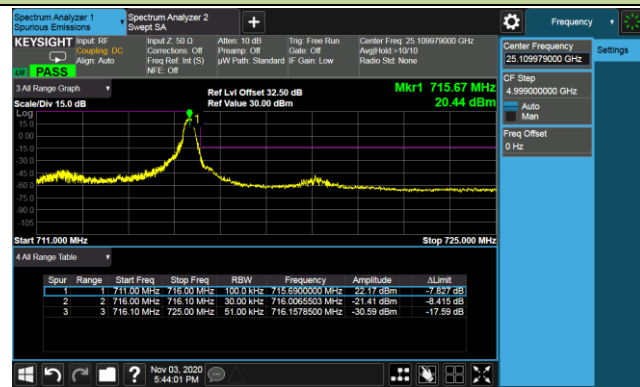 Spectrum Analyzer 1
Spurious Emissions
Spectrum Analyzer 2
Swept SA
Frequency
KEYSIGHT
Input: RF
Coupling: DC
Align: Auto
Input Z: 50 Ω
Corrections: Off
Freq Ref: Int (S)
NFE: Off
Atten: 10 dB
Preamp: Off
µW Path: Standard
Trig: Free Run
Gate: Off
IF Gain: Low
Center Freq: 25.109979000 GHz
Avg|Hold:>10/10
Radio Std: None
PASS
Center Frequency
25.109979000 GHz
Settings
CF Step
4.999000000 GHz
Auto
Man
Freq Offset
0 Hz
3 All Range Graph
Scale/Div 15.0 dB
Ref Lvl Offset 32.50 dB
Ref Value 30.00 dBm
Mkr1 715.67 MHz
20.44 dBm
Log
15.0
0.00
-15.0
-30.0
-45.0
-60.0
-75.0
-90.0
-105
1
Start 711.000 MHz
Stop 725.000 MHz
4 All Range Table
Spur Range Start Freq Stop Freq RBW Frequency Amplitude ΔLimit
1 1 711.00 MHz 716.00 MHz 100.0 kHz 715.6900000 MHz 22.17 dBm -7.827 dB
2 2 716.00 MHz 716.10 MHz 30.00 kHz 716.0065503 MHz -21.41 dBm -8.415 dB
3 3 716.10 MHz 725.00 MHz 51.00 kHz 716.1578500 MHz -30.59 dBm -17.59 dB
Nov 03, 2020
5:44:01 PM